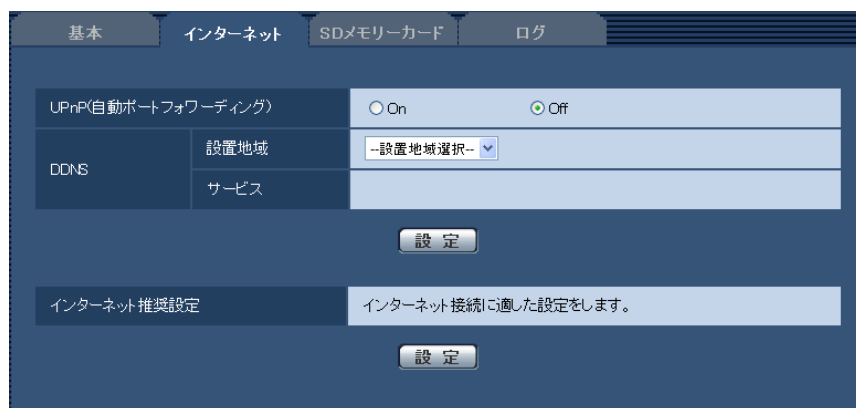 基本 インターネット SDメモリーカード ログ
UPnP(自動ポートフォワーディング) On Off
DDNS
設置地域 --設置地域選択--
サービス
設定
インターネット推奨設定 インターネット接続に適した設定をします。
設定